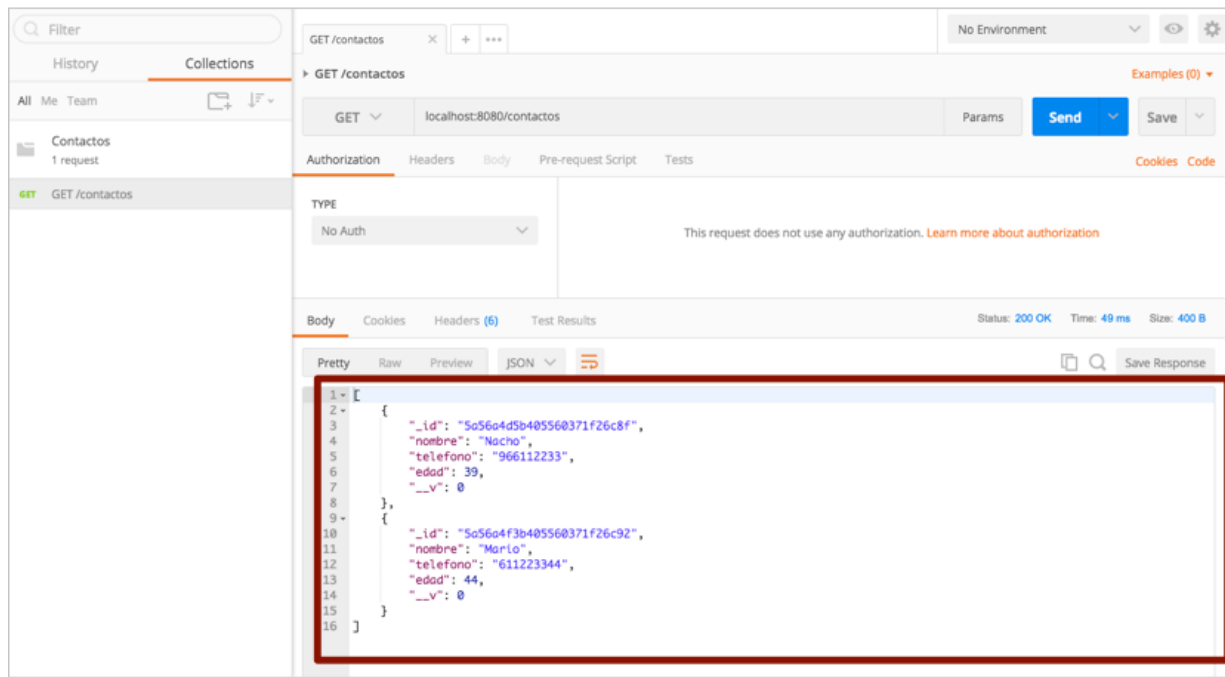 Filter
History Collections
All Me Team
Contactos
1 request
GET GET /contactos
GET /contactos
No Environment
GET /contactos
Examples (0)
GET localhost:8080/contactos Params Send Save
Authorization Headers Body Pre-request Script Tests Cookies Code
TYPE
No Auth
This request does not use any authorization. Learn more about authorization
Body Cookies Headers (6) Test Results Status: 200 OK Time: 49 ms Size: 400 B
Pretty Raw Preview JSON Save Response
1 [
2 {
3 "_id": "5a56a4d5b405560371f26c8f",
4 "nombre": "Nacho",
5 "telefono": "966112233",
6 "edad": 39,
7 "__v": 0
8 },
9 {
10 "_id": "5a56a4f3b405560371f26c92",
11 "nombre": "Mario",
12 "telefono": "611223344",
13 "edad": 44,
14 "__v": 0
15 }
16 ]